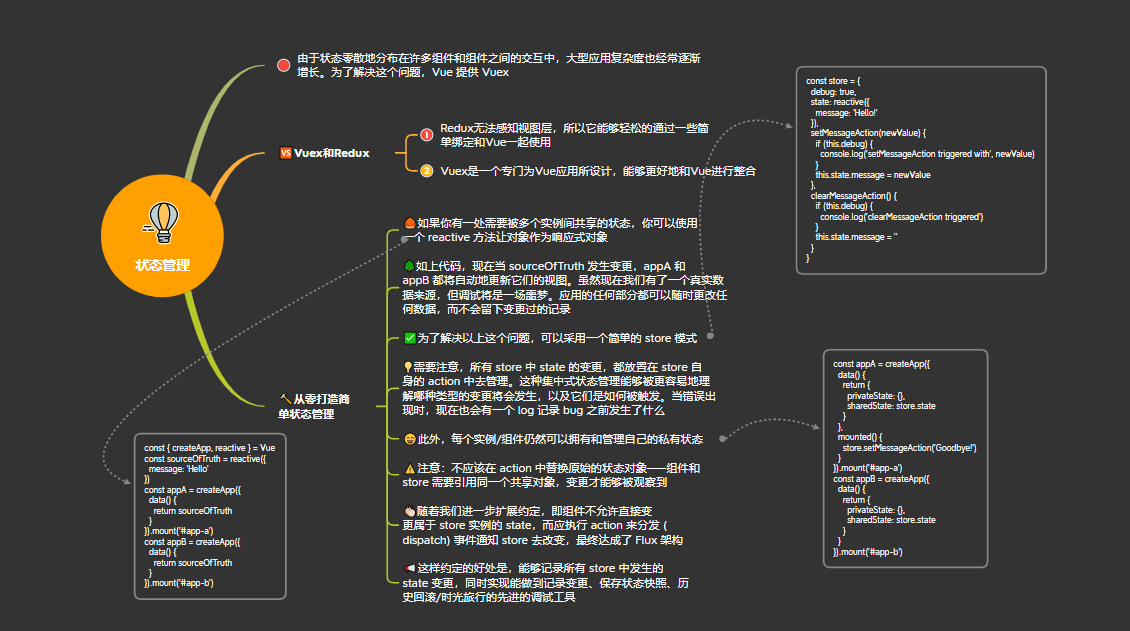 状态管理
由于状态零散地分布在许多组件和组件之间的交互中，大型应用复杂度也经常逐渐
增长。为了解决这个问题，Vue 提供 Vuex
VS Vuex和Redux
1 Redux无法感知视图层，所以它能够轻松的通过一些简
单绑定和Vue一起使用
2 Vuex是一个专门为Vue应用所设计，能够更好地和Vue进行整合
从零打造简
单状态管理
如果你有一处需要被多个实例间共享的状态，你可以使用
一个 reactive 方法让对象作为响应式对象
如上代码，现在当 sourceOfTruth 发生变更，appA 和
appB 都将自动地更新它们的视图。虽然现在我们有了一个真实数
据来源，但调试将是一场噩梦。应用的任何部分都可以随时更改任
何数据，而不会留下变更过的记录
为了解决以上这个问题，可以采用一个简单的 store 模式
需要注意，所有 store 中 state 的变更，都放置在 store 自
身的 action 中去管理。这种集中式状态管理能够被更容易地理
解哪种类型的变更将会发生，以及它们是如何被触发。当错误出
现时，现在也会有一个 log 记录 bug 之前发生了什么
此外，每个实例/组件仍然可以拥有和管理自己的私有状态
注意：不应该在 action 中替换原始的状态对象——组件和
store 需要引用同一个共享对象，变更才能够被观察到
随着我们进一步扩展约定，即组件不允许直接变
更属于 store 实例的 state，而应执行 action 来分发 (
dispatch) 事件通知 store 去改变，最终达成了 Flux 架构
这样约定的好处是，能够记录所有 store 中发生的
state 变更，同时实现能做到记录变更、保存状态快照、历
史回滚/时光旅行的先进的调试工具
const { createApp, reactive } = Vue
const sourceOfTruth = reactive({
message: 'Hello'
})
const appA = createApp({
data() {
return sourceOfTruth
}
}).mount('#app-a')
const appB = createApp({
data() {
return sourceOfTruth
}
}).mount('#app-b')
const store = {
debug: true,
state: reactive({
message: 'Hello!'
}),
setMessageAction(newValue) {
if (this.debug) {
console.log('setMessageAction triggered with', newValue)
}
this.state.message = newValue
},
clearMessageAction() {
if (this.debug) {
console.log('clearMessageAction triggered')
}
this.state.message = ''
}
}
const appA = createApp({
data() {
return {
privateState: {},
sharedState: store.state
}
},
mounted() {
store.setMessageAction('Goodbye!')
}
}).mount('#app-a')
const appB = createApp({
data() {
return {
privateState: {},
sharedState: store.state
}
}
}).mount('#app-b')